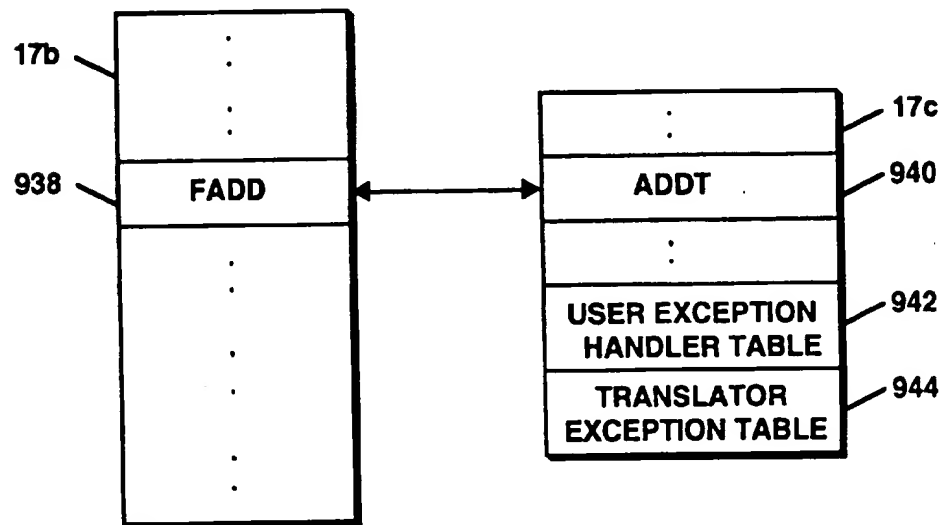 17b
17c
938
FADD
ADDT
940
USER EXCEPTION
HANDLER TABLE
942
TRANSLATOR
EXCEPTION TABLE
944